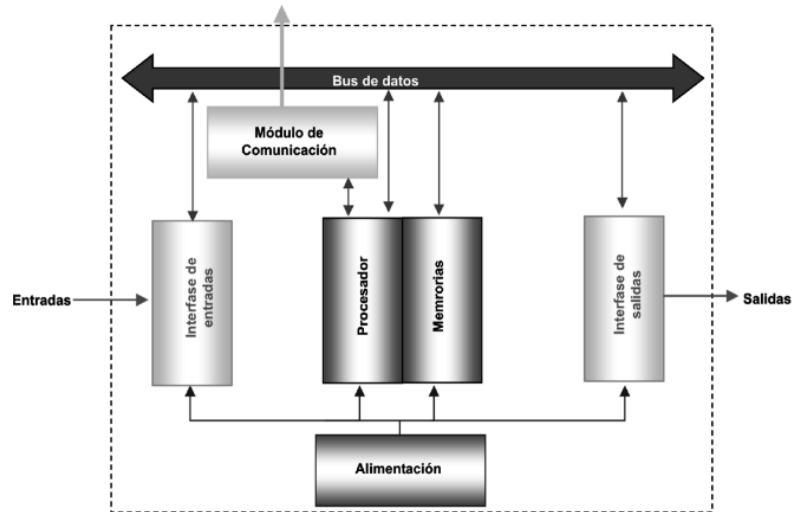 Bus de datos
Módulo de
Comunicación
Entradas
Interfase de
entradas
Procesador
Memrorias
Interfase de
salidas
Salidas
Alimentación